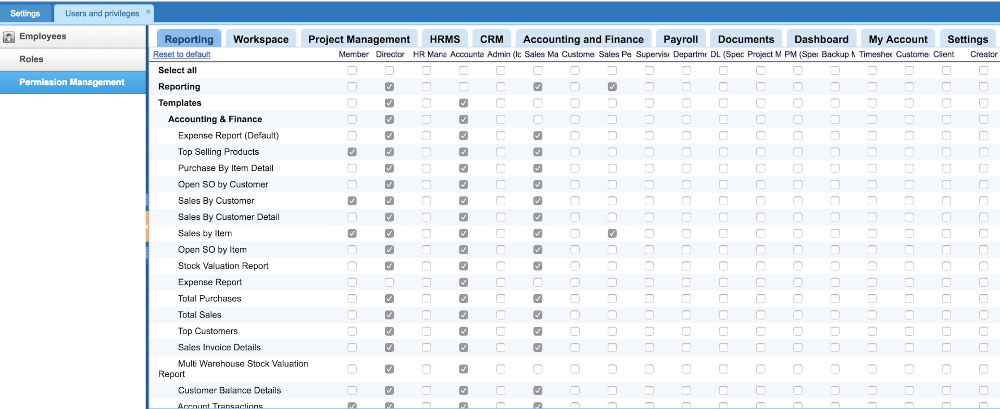 Settings Users and privileges ×
Employees
Roles
Permission Management
Reporting Workspace Project Management HRMS CRM Accounting and Finance Payroll Documents Dashboard My Account Settings
Reset to default Member Director HR Mana Accounta Admin (Ic Sales Ma Custome Sales Pe Superviso Departme DL (Spec Project M PM (Spec Backup M Timeshee Custome Client Creator
Select all
Reporting
Templates
Accounting & Finance
Expense Report (Default)
Top Selling Products
Purchase By Item Detail
Open SO by Customer
Sales By Customer
Sales By Customer Detail
Sales by Item
Open SO by Item
Stock Valuation Report
Expense Report
Total Purchases
Total Sales
Top Customers
Sales Invoice Details
Multi Warehouse Stock Valuation
Report
Customer Balance Details
Account Transactions